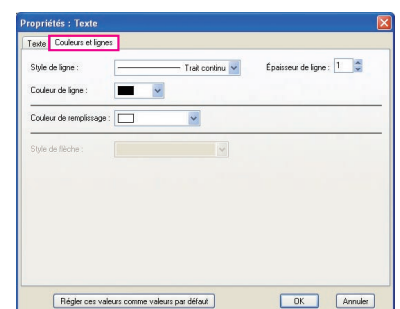 Propriétés : Texte
Texte Couleurs et lignes
Style de ligne : Trait continu Épaisseur de ligne : 1
Couleur de ligne :
Couleur de remplissage :
Style de flèche :
Régler ces valeurs comme valeurs par défaut OK Annuler